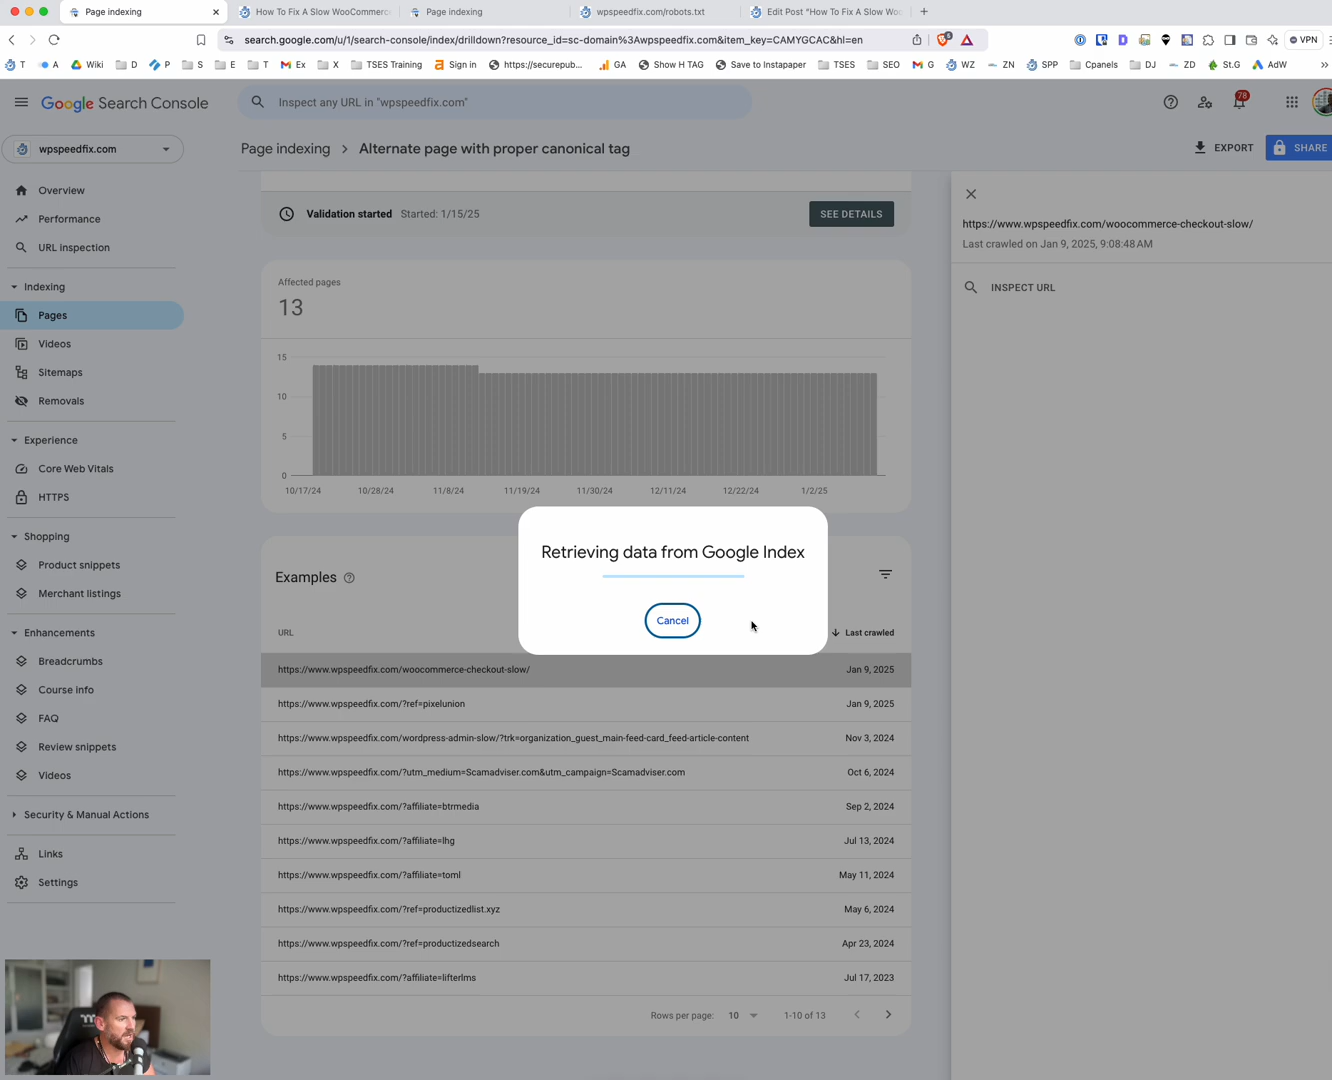 Page indexing
How To Fix A Slow WooCommerc
Page indexing
wpspeedfix.com/robots.txt
Edit Post "How To Fix A Slow Woo
search.google.com/u/1/search-console/index/drilldown?resource_id=sc-domain%3Awpspeedfix.com&item_key=CAMYGCAC&hl=en
6
VPN
T
A
Wiki
D
P
S
E
T
Ex
X
TSES Training
Sign in
https://securepub...
GA
Show H TAG
Save to Instapaper
TSES
SEO
M G
WZ
ZN
SPP
Cpanels
DJ
ZD
St.G
AdW
Google Search Console
Inspect any URL in "wpspeedfix.com"
78
wpspeedfix.com
Page indexing > Alternate page with proper canonical tag
EXPORT
SHARE
Overview
Performance
URL inspection
Indexing
Pages
Videos
Sitemaps
Removals
Experience
Core Web Vitals
HTTPS
Shopping
Product snippets
Merchant listings
Enhancements
Breadcrumbs
Course info
FAQ
Review snippets
Videos
Security & Manual Actions
Links
Settings
Validation started Started: 1/15/25
SEE DETAILS
Affected pages
13
15
10
5
0
10/17/24 10/28/24 11/8/24 11/19/24 11/30/24 12/11/24 12/22/24 1/2/25
Retrieving data from Google Index
Cancel
Examples
URL
Last crawled
https://www.wpspeedfix.com/woocommerce-checkout-slow/ Jan 9, 2025
https://www.wpspeedfix.com/?ref=pixelunion Jan 9, 2025
https://www.wpspeedfix.com/wordpress-admin-slow/?trk=organization_guest_main-feed-card_feed-article-content Nov 3, 2024
https://www.wpspeedfix.com/?utm_medium=Scamadviser.com&utm_campaign=Scamadviser.com Oct 6, 2024
https://www.wpspeedfix.com/?affiliate=btrmedia Sep 2, 2024
https://www.wpspeedfix.com/?affiliate=lhg Jul 13, 2024
https://www.wpspeedfix.com/?affiliate=toml May 11, 2024
https://www.wpspeedfix.com/?ref=productizedlist.xyz May 6, 2024
https://www.wpspeedfix.com/?ref=productizedsearch Apr 23, 2024
https://www.wpspeedfix.com/?affiliate=lifterlms Jul 17, 2023
Rows per page: 10 1-10 of 13
https://www.wpspeedfix.com/woocommerce-checkout-slow/
Last crawled on Jan 9, 2025, 9:08:48 AM
INSPECT URL